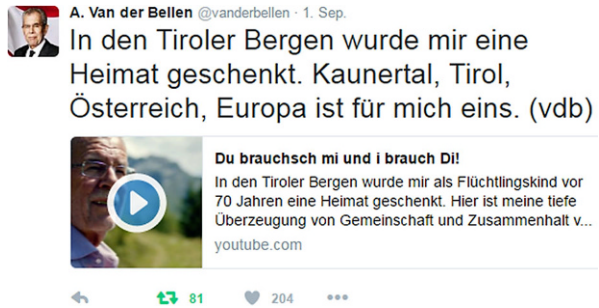 A. Van der Bellen @vanderbellen · 1. Sep.
In den Tiroler Bergen wurde mir eine
Heimat geschenkt. Kaunertal, Tirol,
Österreich, Europa ist für mich eins. (vdb)
Du brauchsch mi und i brauch Di!
In den Tiroler Bergen wurde mir als Flüchtlingskind vor
70 Jahren eine Heimat geschenkt. Hier ist meine tiefe
Überzeugung von Gemeinschaft und Zusammenhalt v...
youtube.com
81 204